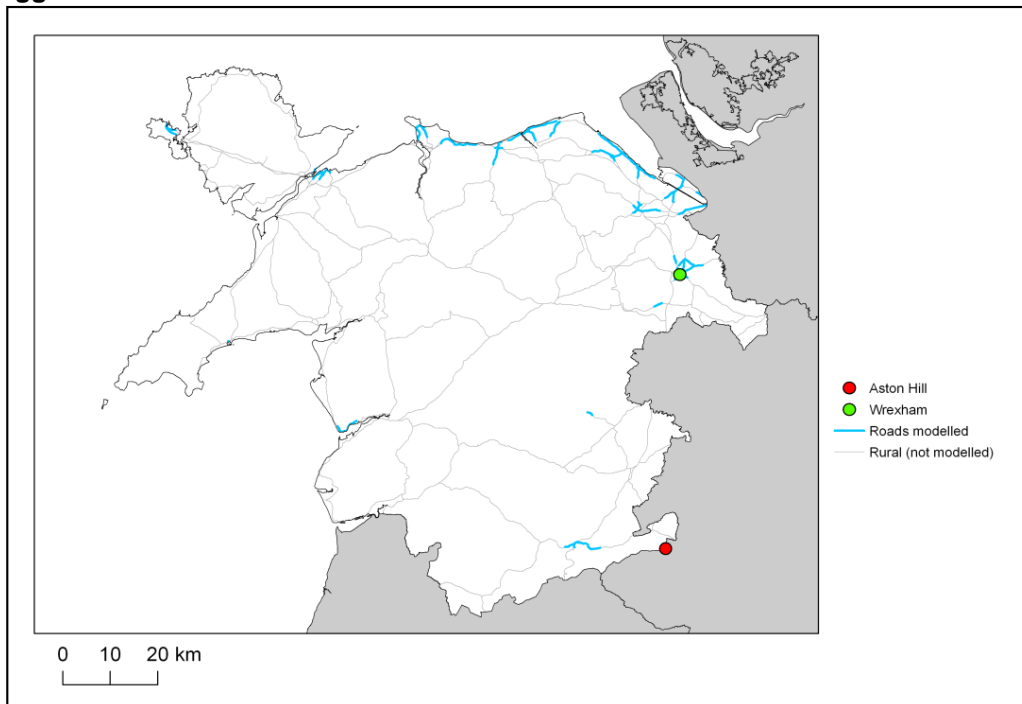 Aston Hill
Wrexham
Roads modelled
Rural (not modelled)
0 10 20 km